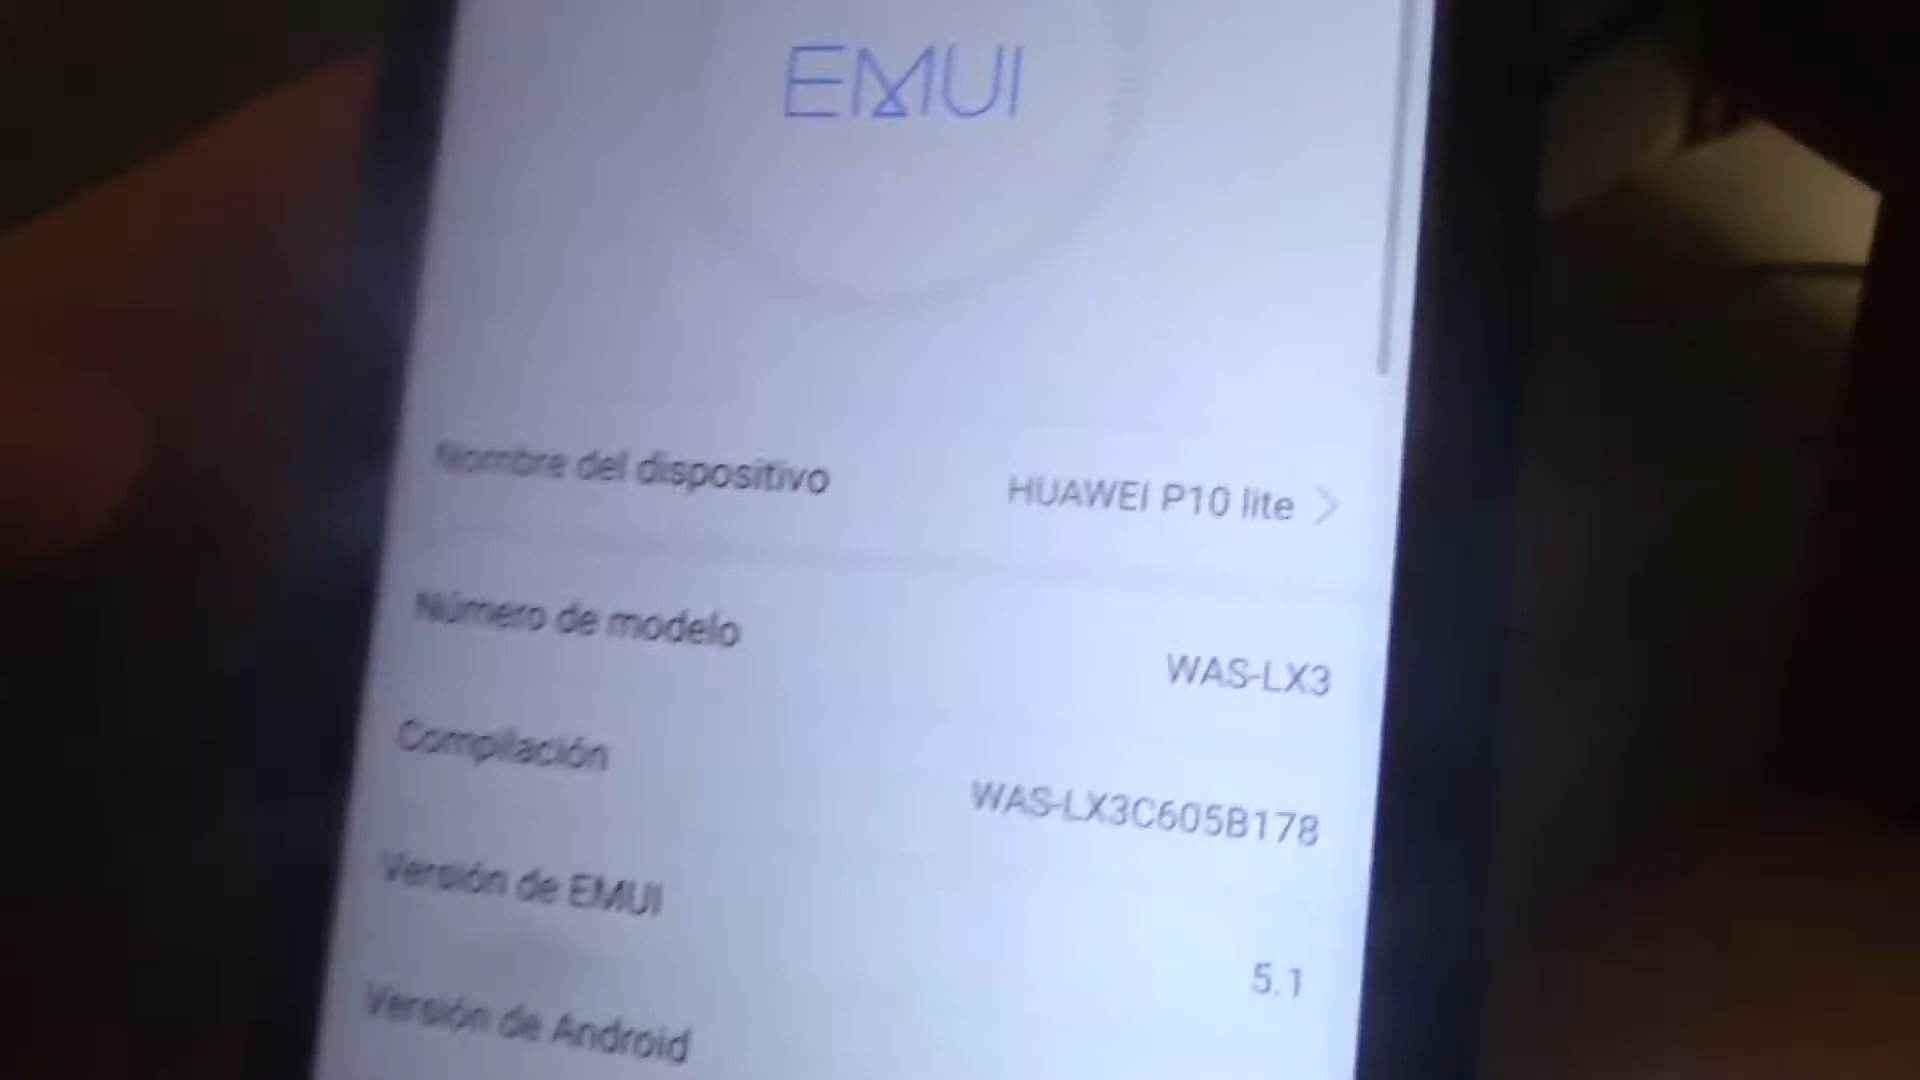 EMUI
Nombre del dispositivo HUAWEI P10 lite
Número de modelo WAS-LX3
Compilación WAS-LX3C605B178
Versión de EMUI 5.1
Versión de Android